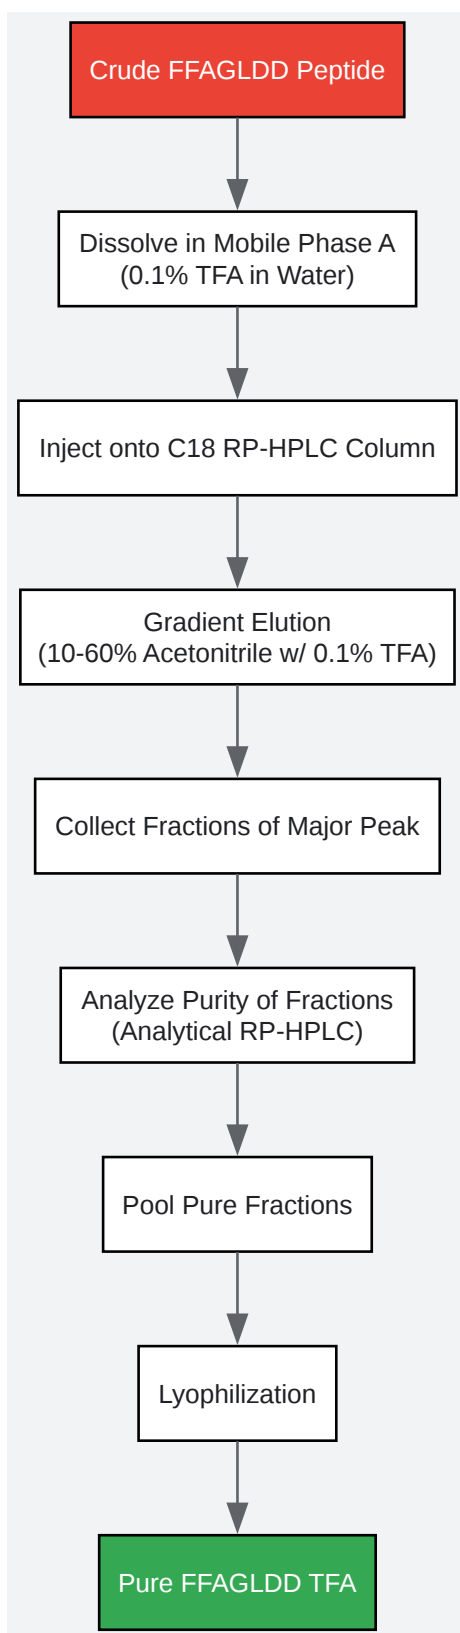 Crude FFAGLDD Peptide
Dissolve in Mobile Phase A
(0.1% TFA in Water)
Inject onto C18 RP-HPLC Column
Gradient Elution
(10-60% Acetonitrile w/ 0.1% TFA)
Collect Fractions of Major Peak
Analyze Purity of Fractions
(Analytical RP-HPLC)
Pool Pure Fractions
Lyophilization
Pure FFAGLDD TFA